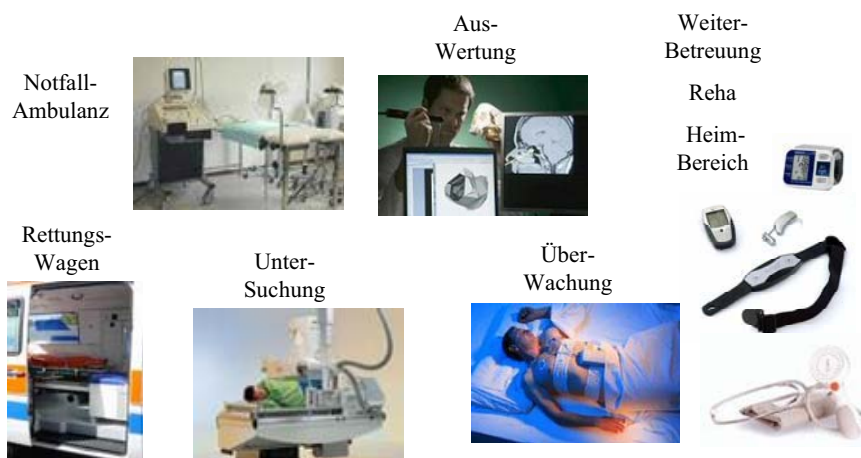 Notfall-
Ambulanz
Aus-
Wertung
Weiter-
Betreuung
Reha
Heim-
Bereich
Rettungs-
Wagen
Unter-
Suchung
Über-
Wachung